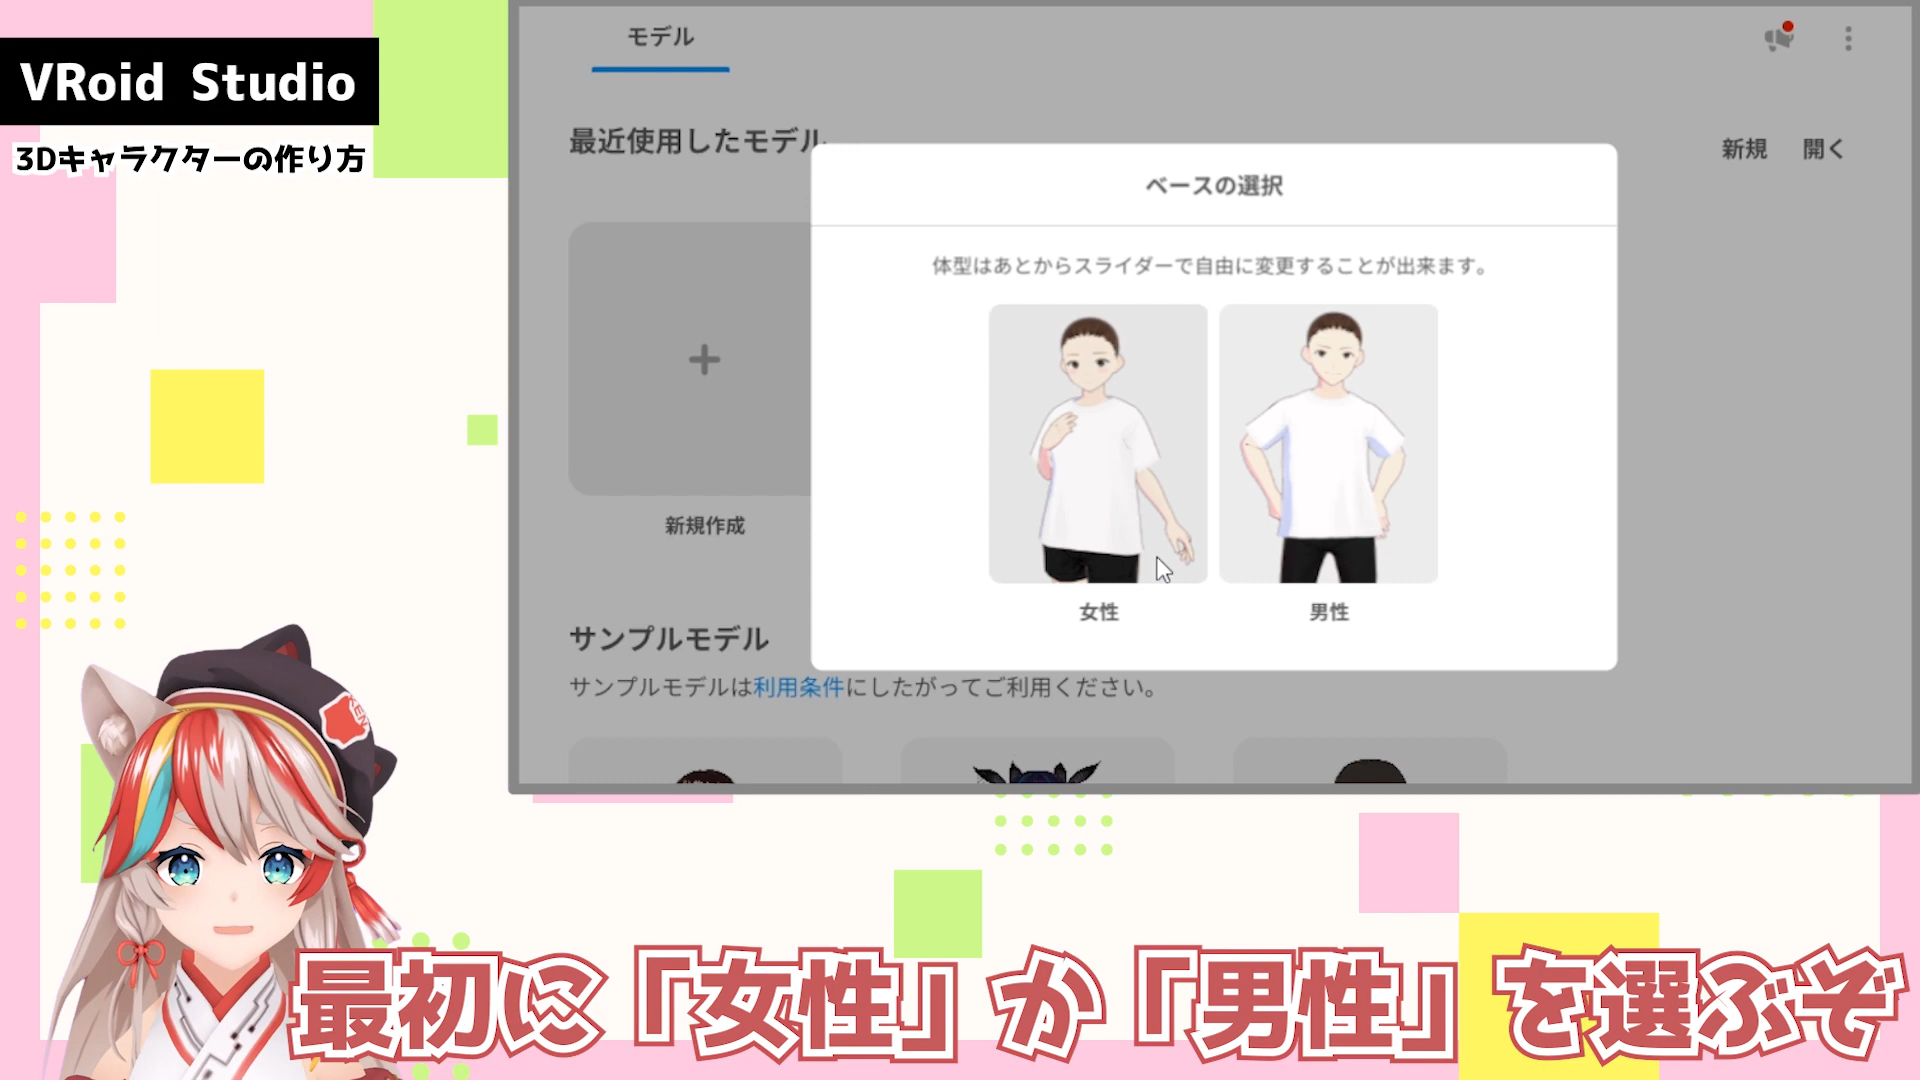 VRoid Studio
3Dキャラクターの作り方
モデル
最近使用したモデル
新規 開く
ベースの選択
体型はあとからスライダーで自由に変更することが出来ます。
女性
男性
新規作成
サンプルモデル
サンプルモデルは利用条件にしたがってご利用ください。
最初に「女性」か「男性」を選ぶぞ